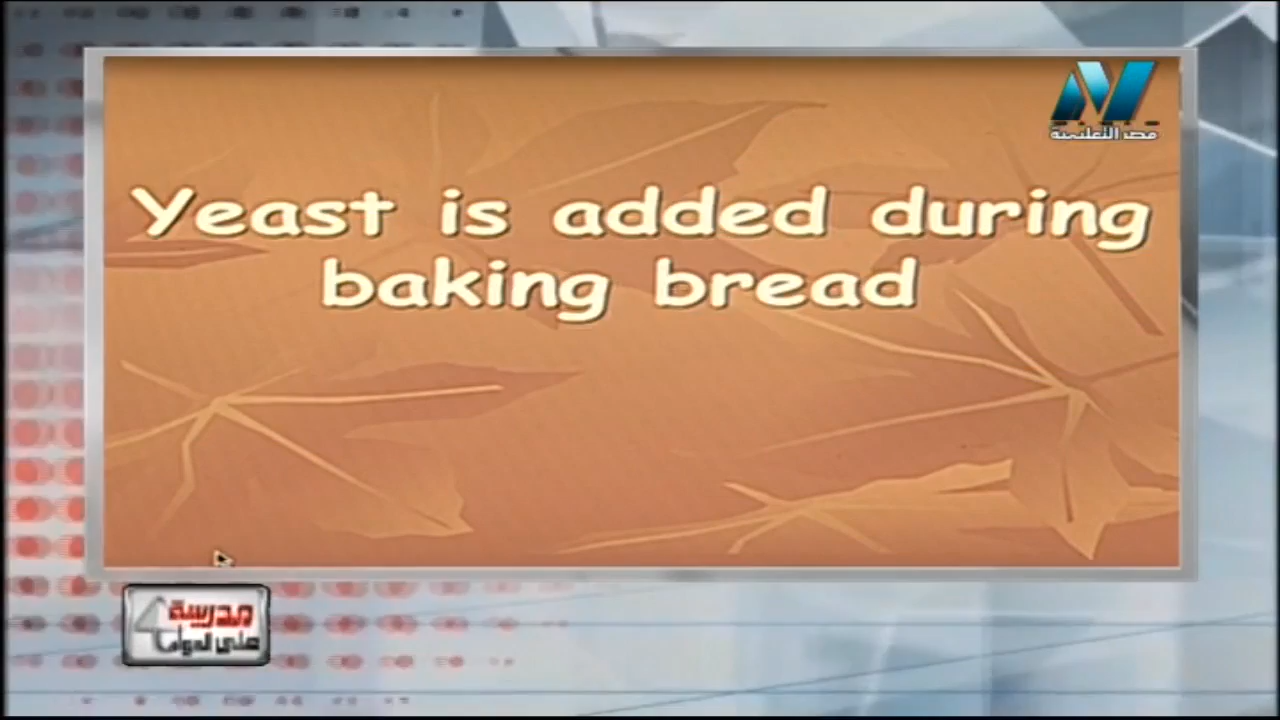 مصر التعليمية
Yeast is added during
baking bread
مدرسة
على الهواء